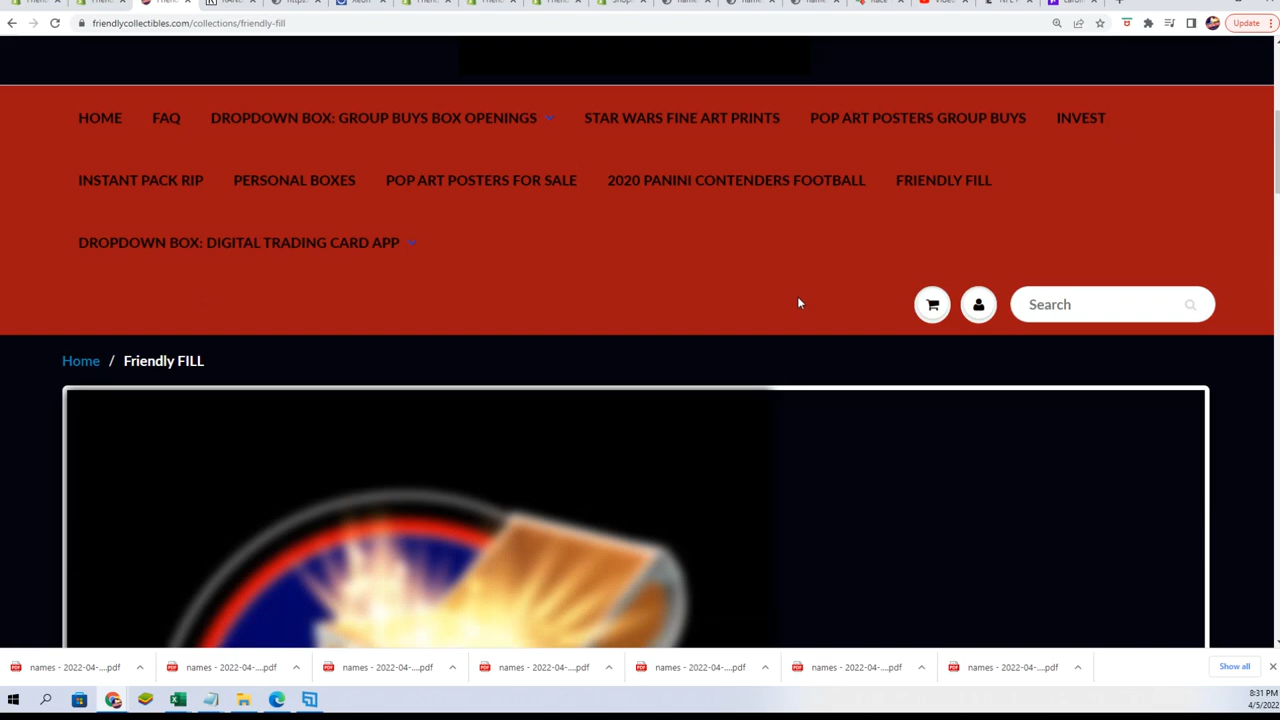 friendlycollectibles.com/collections/friendly-fill
Update
HOME FAQ DROPDOWN BOX: GROUP BUYS BOX OPENINGS STAR WARS FINE ART PRINTS POP ART POSTERS GROUP BUYS INVEST
INSTANT PACK RIP PERSONAL BOXES POP ART POSTERS FOR SALE 2020 PANINI CONTENDERS FOOTBALL FRIENDLY FILL
DROPDOWN BOX: DIGITAL TRADING CARD APP
Search
Home / Friendly FILL
names - 2022-04-....pdf names - 2022-04-....pdf names - 2022-04-....pdf names - 2022-04-....pdf names - 2022-04-....pdf names - 2022-04-....pdf names - 2022-04-....pdf Show all
8:31 PM
4/5/2022